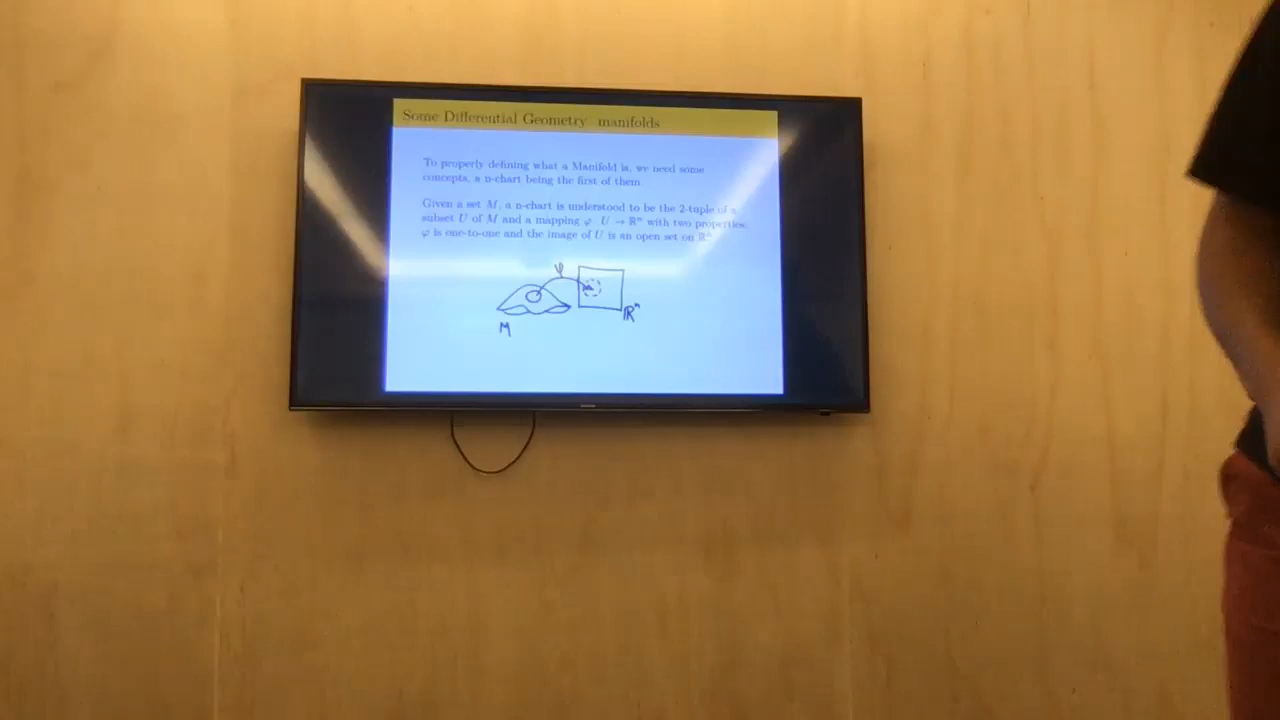 Some Differential Geometry manifolds
To properly defining what a Manifold is, we need some
concepts, a n-chart being the first of them
Given a set M, a n-chart is understood to be the 2-tuple of a
subset U of M and a mapping φ : U → ℝⁿ with two properties:
φ is one-to-one and the image of U is an open set on ℝⁿ
φ
M
ℝⁿ